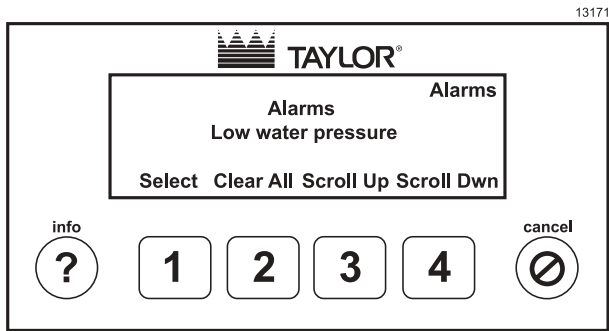 13171
TAYLOR®
Alarms
Alarms
Low water pressure
Select Clear All Scroll Up Scroll Dwn
info
cancel
?
1
2
3
4